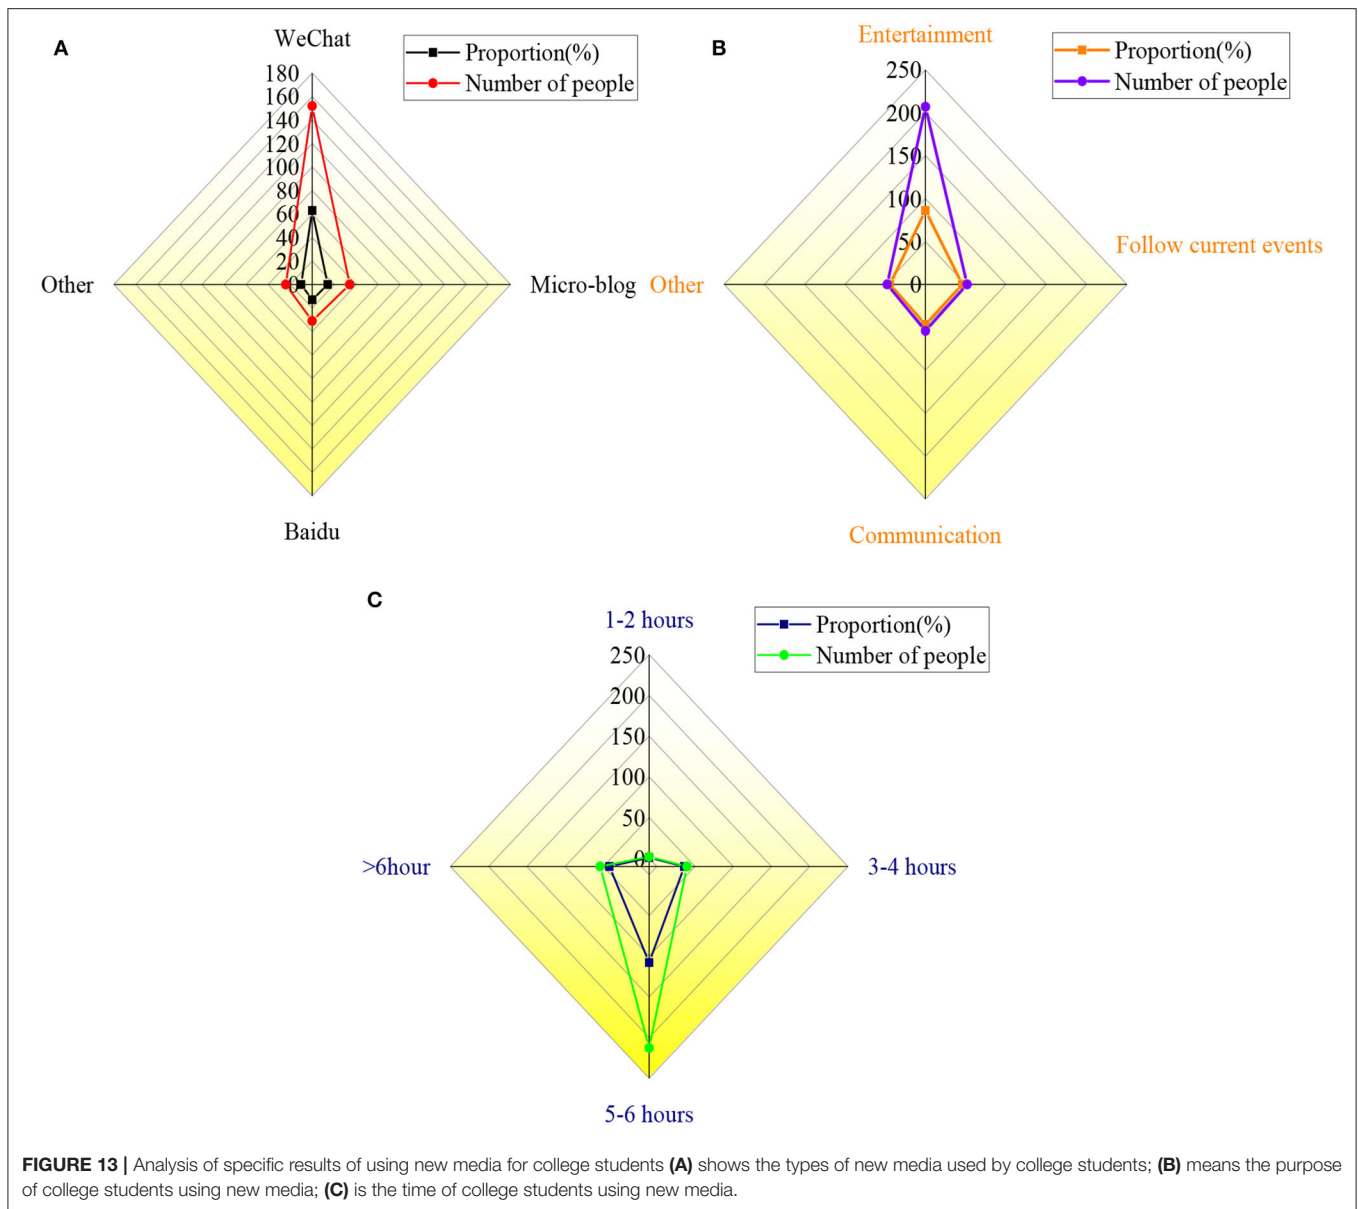 A
WeChat
Proportion(%)
Number of people
180
160
140
120
100
80
60
40
20
0
Other
Micro-blog
Baidu
B
Entertainment
Proportion(%)
Number of people
250
200
150
100
50
0
Other
Follow current events
Communication
C
1-2 hours
Proportion(%)
Number of people
250
200
150
100
50
0
>6hour
3-4 hours
5-6 hours
FIGURE 13 | Analysis of specific results of using new media for college students (A) shows the types of new media used by college students; (B) means the purpose
of college students using new media; (C) is the time of college students using new media.